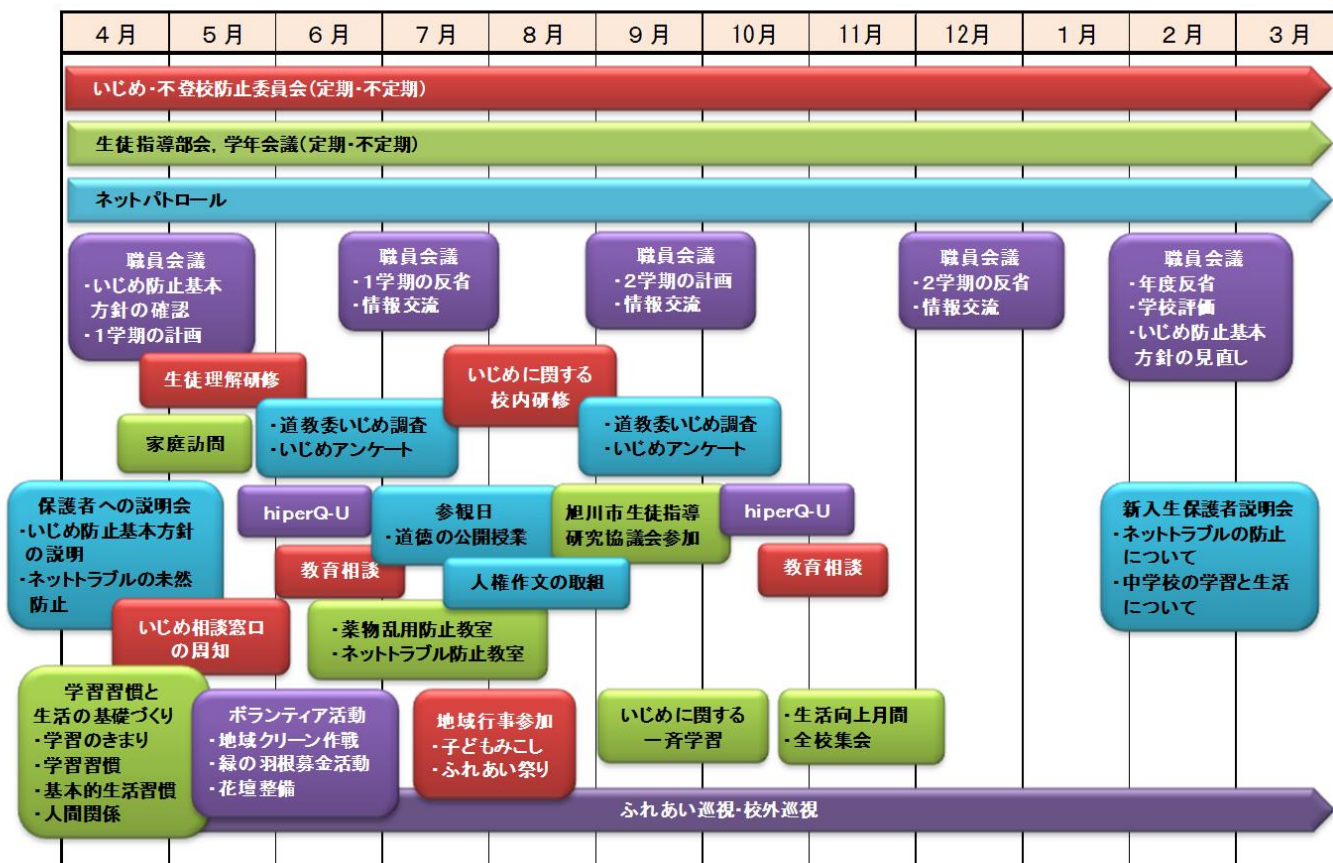 4月 5月 6月 7月 8月 9月 10月 11月 12月 1月 2月 3月
いじめ・不登校防止委員会(定期・不定期)
生徒指導部会,学年会議(定期・不定期)
ネットパトロール
職員会議
・いじめ防止基本
方針の確認
・1学期の計画
職員会議
・1学期の反省
・情報交流
職員会議
・2学期の計画
・情報交流
職員会議
・2学期の反省
・情報交流
職員会議
・年度反省
・学校評価
・いじめ防止基本
方針の見直し
生徒理解研修
いじめに関する
校内研修
家庭訪問
・道教委いじめ調査
・いじめアンケート
・道教委いじめ調査
・いじめアンケート
保護者への説明会
・いじめ防止基本方針
の説明
・ネットトラブルの未然
防止
hiperQ-U
参観日
・道徳の公開授業
旭川市生徒指導
研究協議会参加
hiperQ-U
新入生保護者説明会
・ネットトラブルの防止
について
・中学校の学習と生活
について
教育相談
人権作文の取組
教育相談
いじめ相談窓口
の周知
・薬物乱用防止教室
・ネットトラブル防止教室
学習習慣と
生活の基礎づくり
・学習のきまり
・学習習慣
・基本的生活習慣
・人間関係
ボランティア活動
・地域クリーン作戦
・緑の羽根募金活動
・花壇整備
地域行事参加
・子どもみこし
・ふれあい祭り
いじめに関する
一斉学習
・生活向上月間
・全校集会
ふれあい巡視・校外巡視